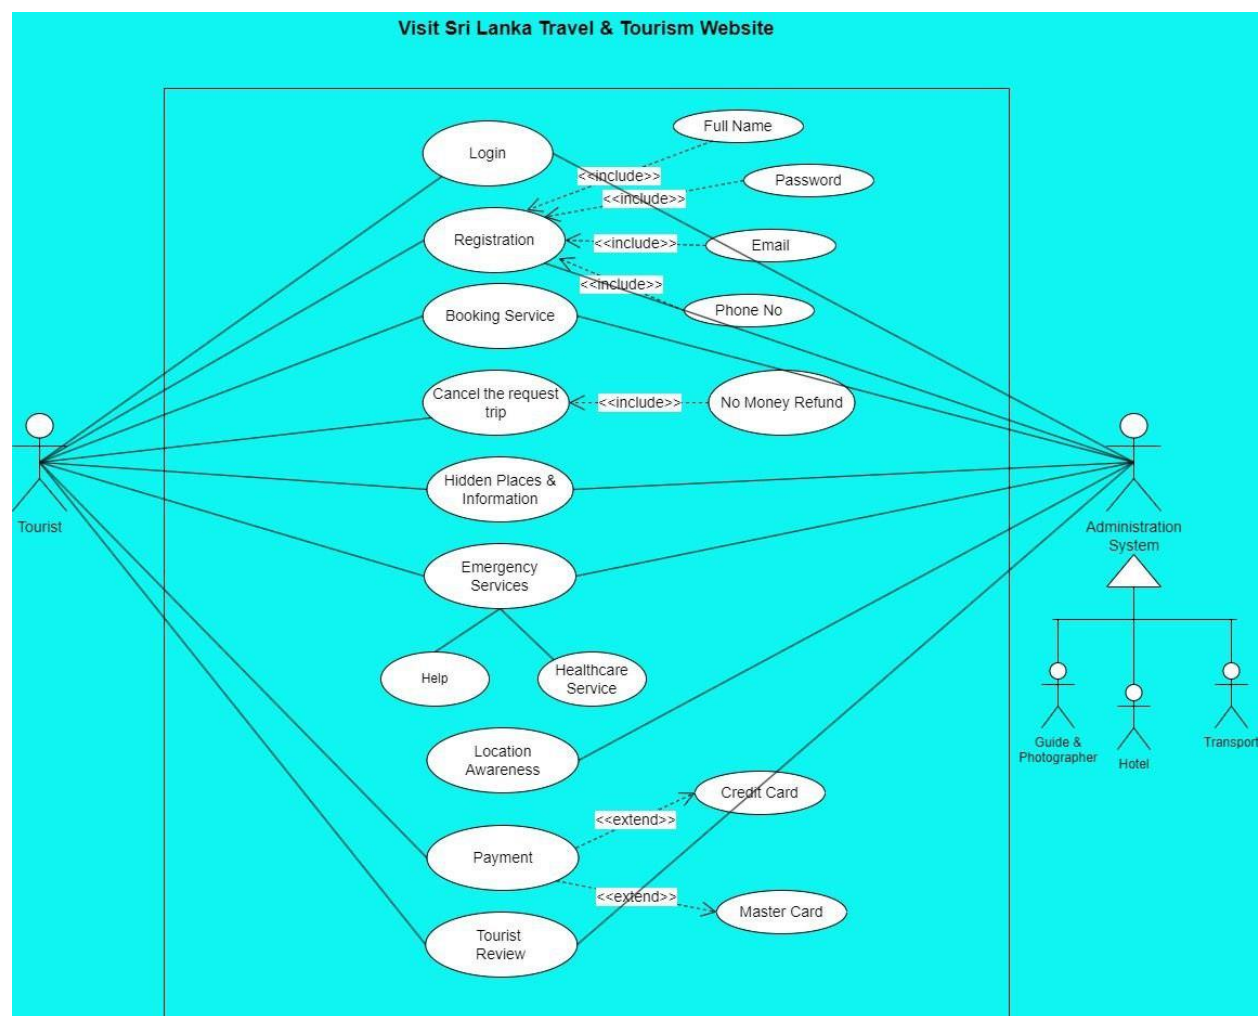 Visit Sri Lanka Travel & Tourism Website
Full Name
Login
<<include>>
Password
<<include>>
Registration
<<include>>
Email
<<include>>
Phone No
Booking Service
Cancel the request
trip
<<include>>
No Money Refund
Hidden Places &
Information
Tourist
Administration
System
Emergency
Services
Help
Healthcare
Service
Guide &
Photographer
Hotel
Transport
Location
Awareness
Credit Card
<<extend>>
Payment
<<extend>>
Master Card
Tourist
Review